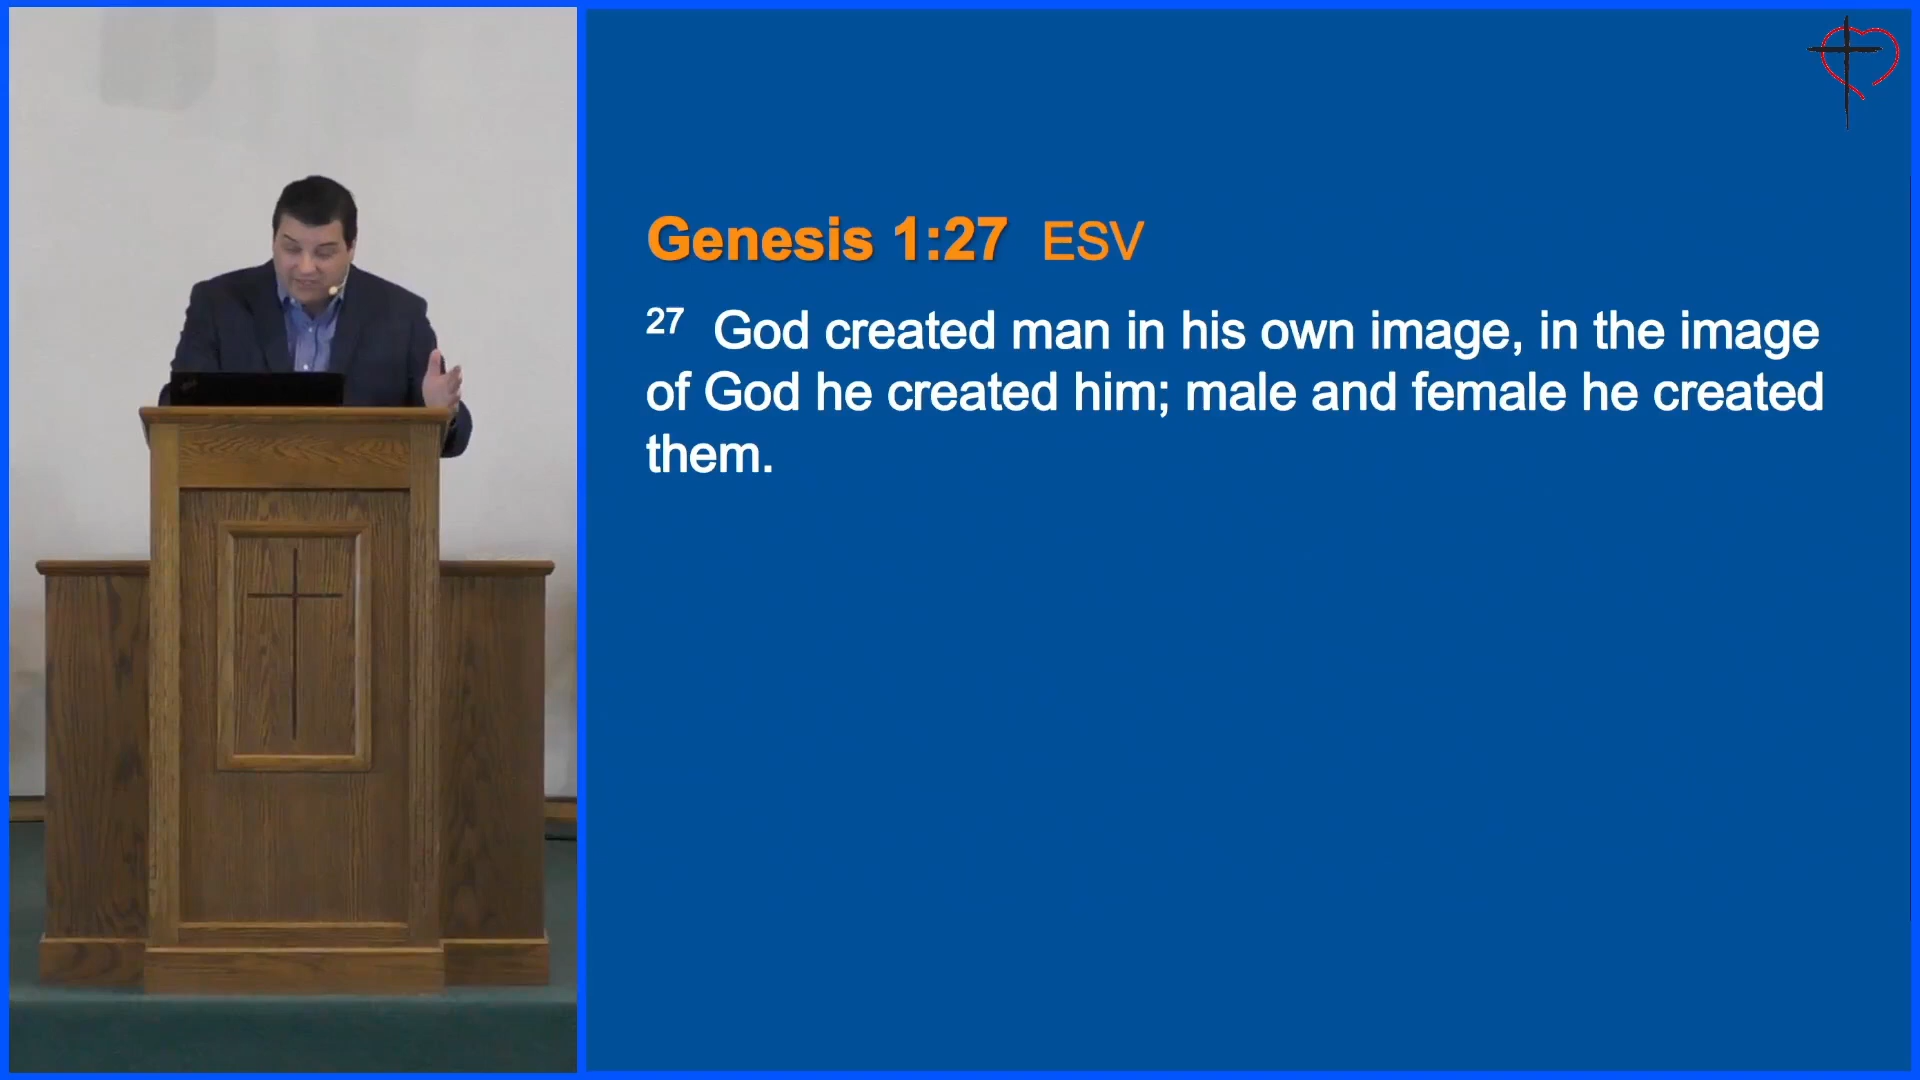 Genesis 1:27 ESV
27 God created man in his own image, in the image
of God he created him; male and female he created
them.